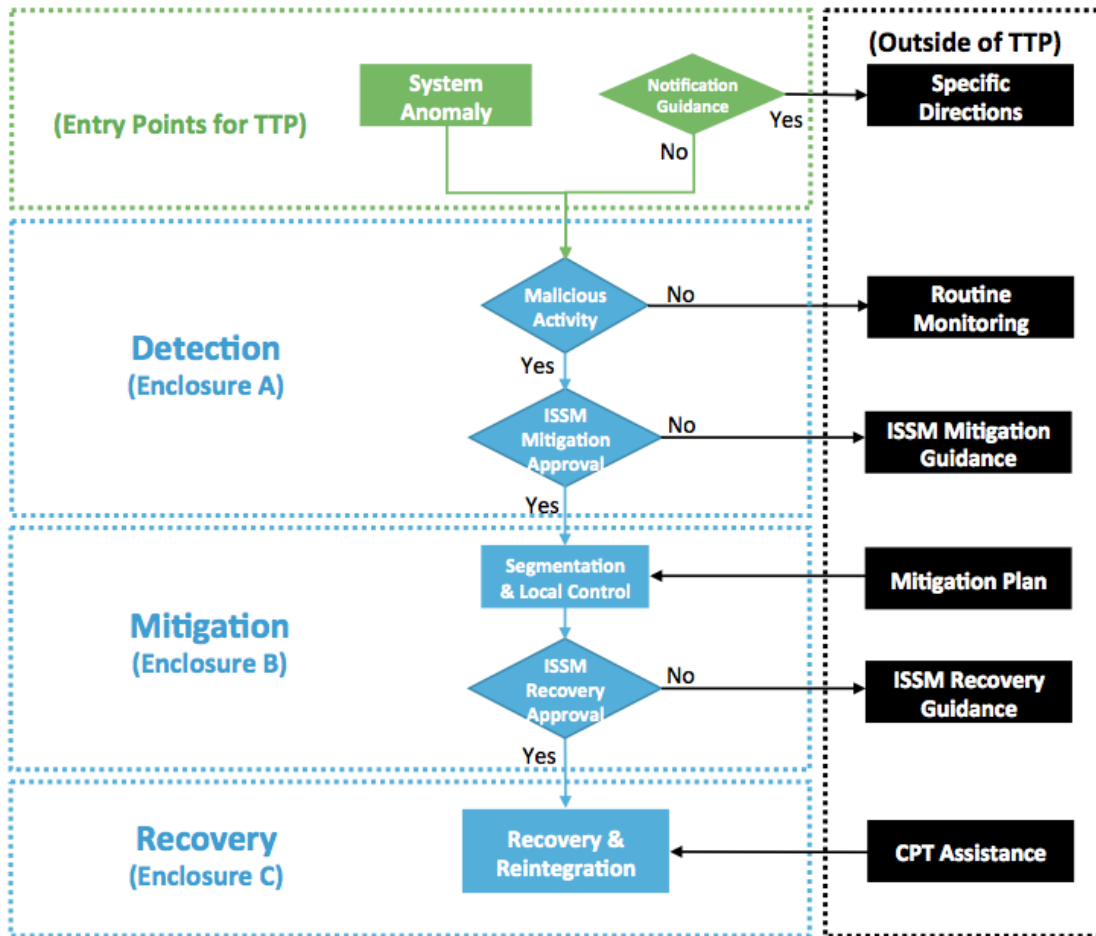 (Outside of TTP)
System
Anomaly
Notification
Guidance
Specific
Directions
(Entry Points for TTP)
Yes
No
Malicious
Activity
No
Routine
Monitoring
Detection
(Enclosure A)
Yes
ISSM
Mitigation
Approval
No
ISSM Mitigation
Guidance
Yes
Segmentation
& Local Control
Mitigation Plan
Mitigation
(Enclosure B)
ISSM
Recovery
Approval
No
ISSM Recovery
Guidance
Yes
Recovery
(Enclosure C)
Recovery &
Reintegration
CPT Assistance